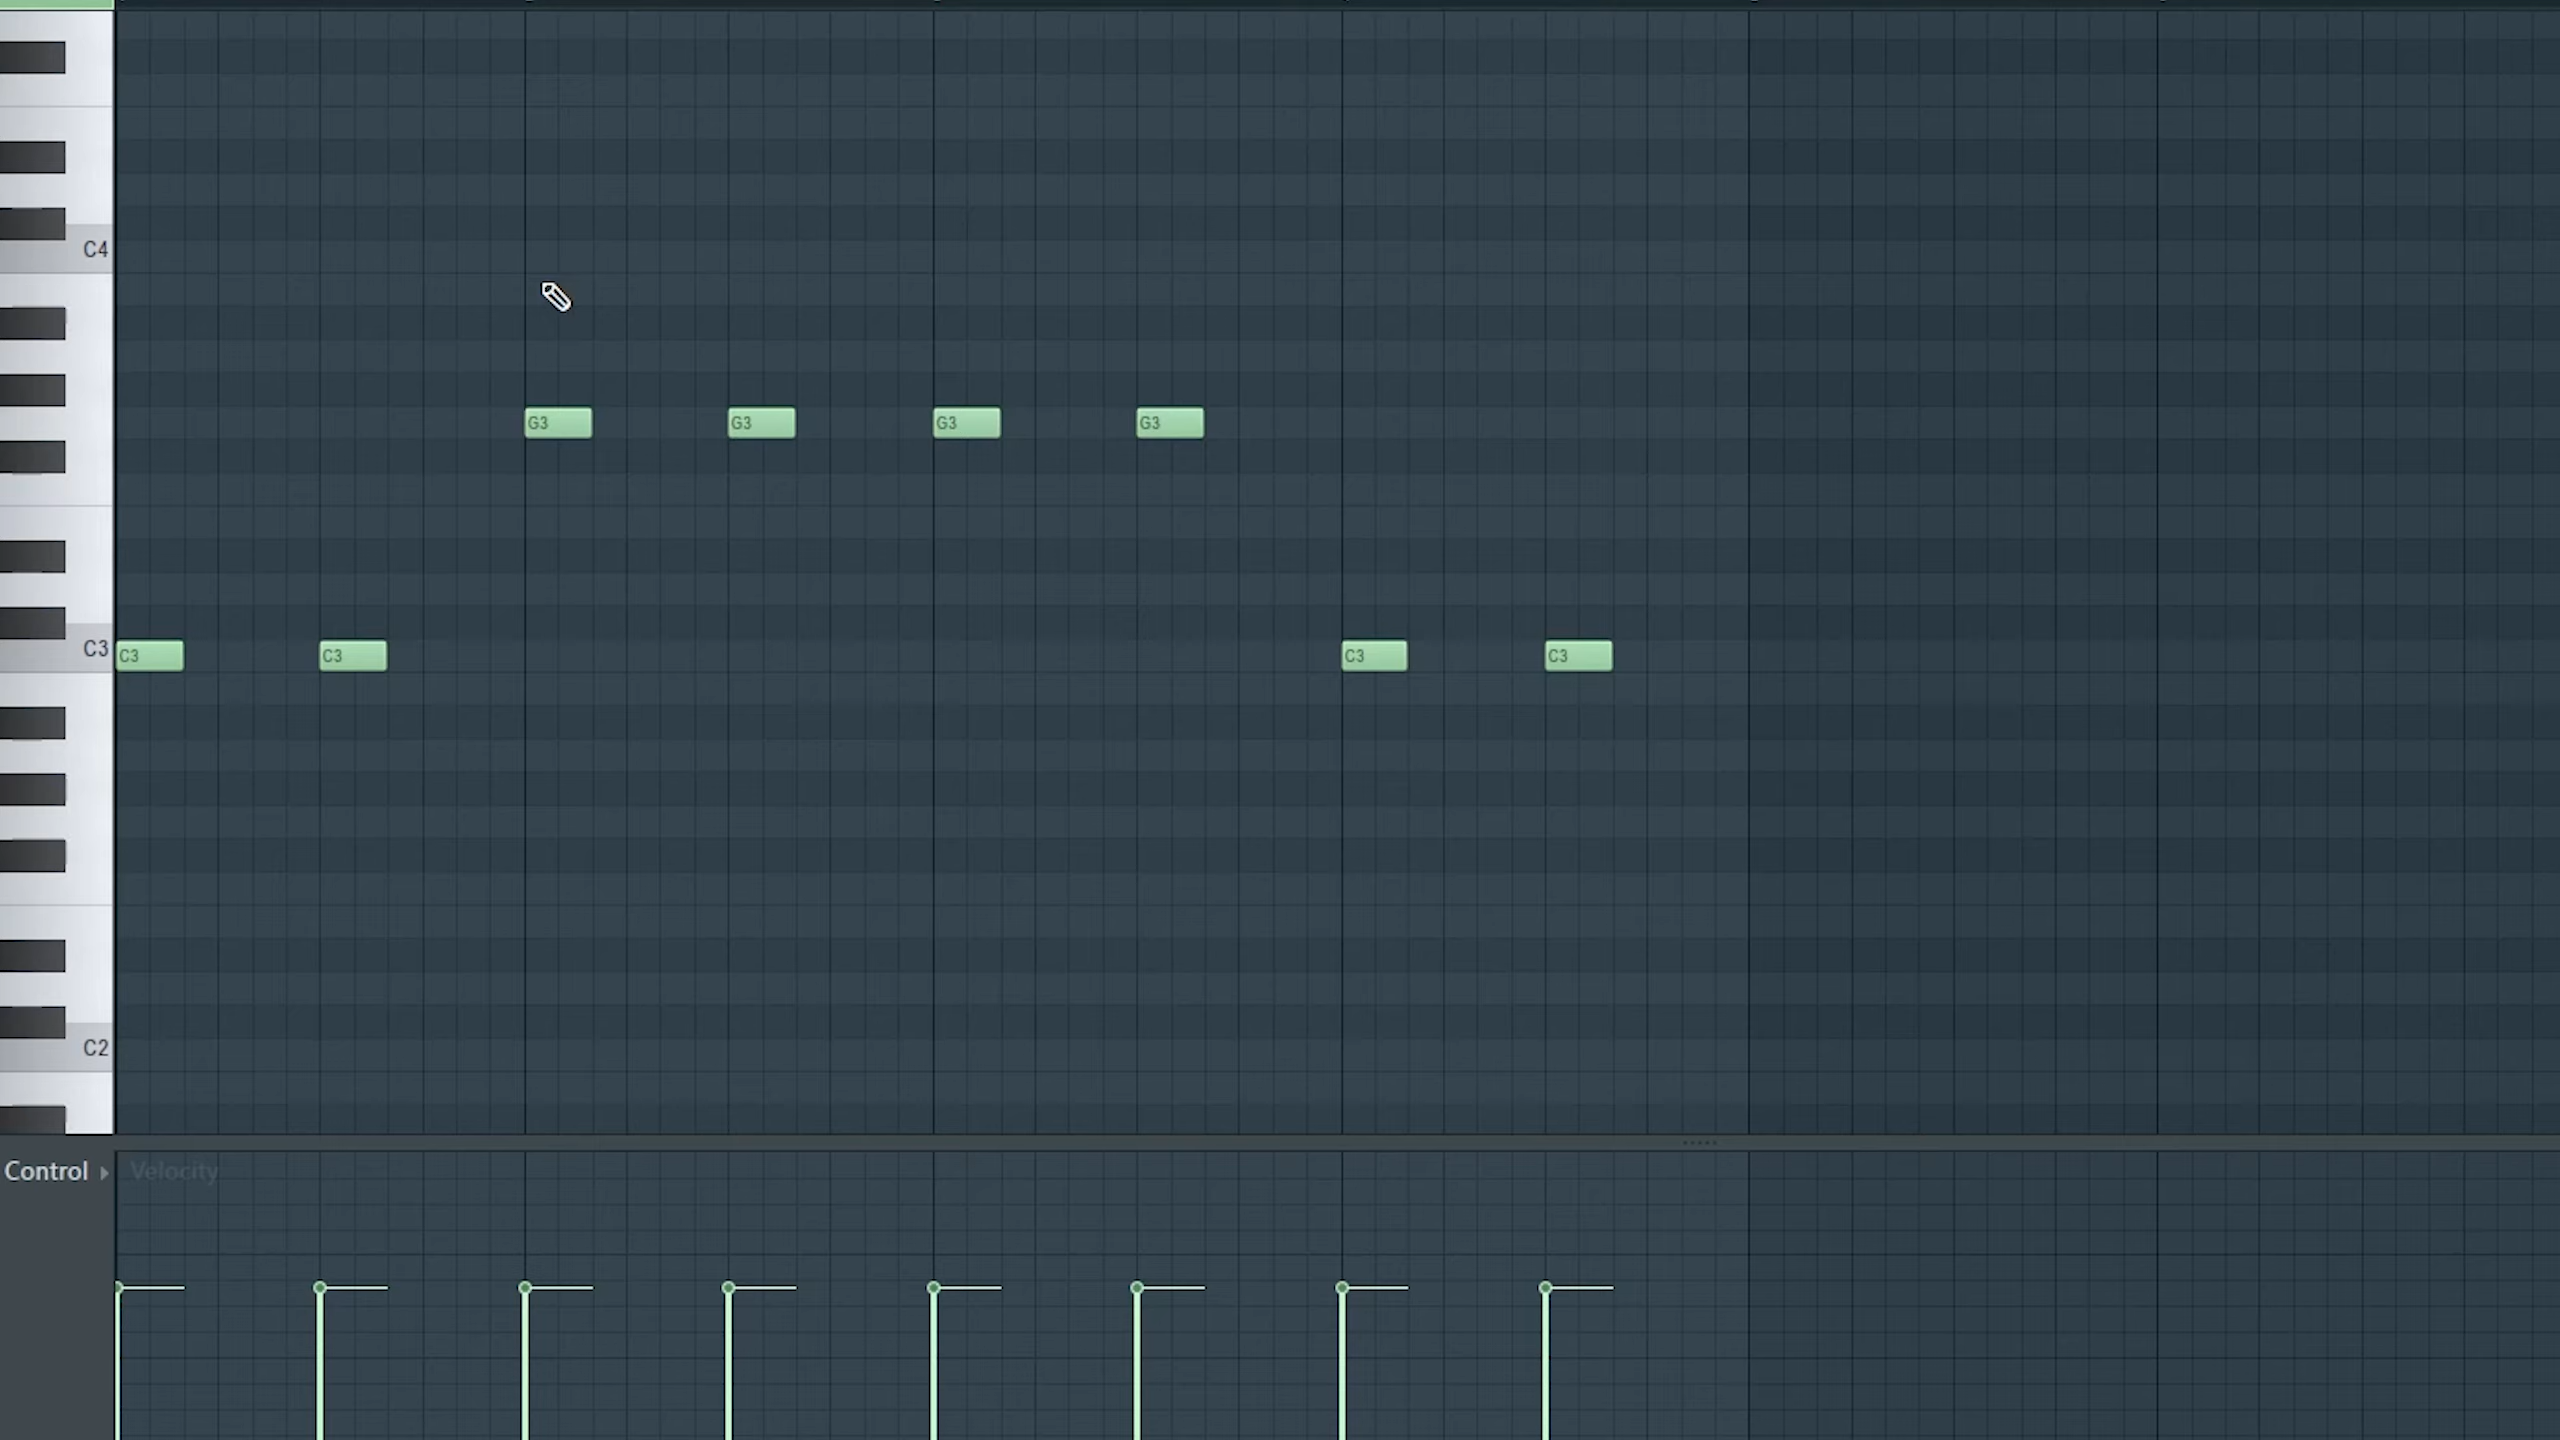 C4
G3 G3 G3 G3
C3
C3 C3 C3 C3
C2
Control Velocity